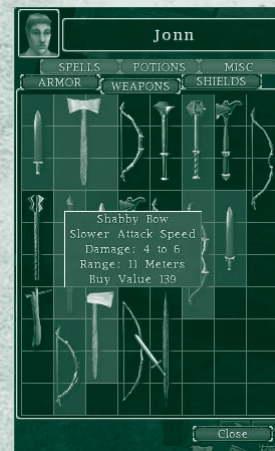 Jonn
SPELLS POTIONS MISC
ARMOR WEAPONS SHIELDS
Shabby Bow
Slower Attack Speed
Damage: 4 to 6
Range: 11 Meters
Buy Value 139
Close